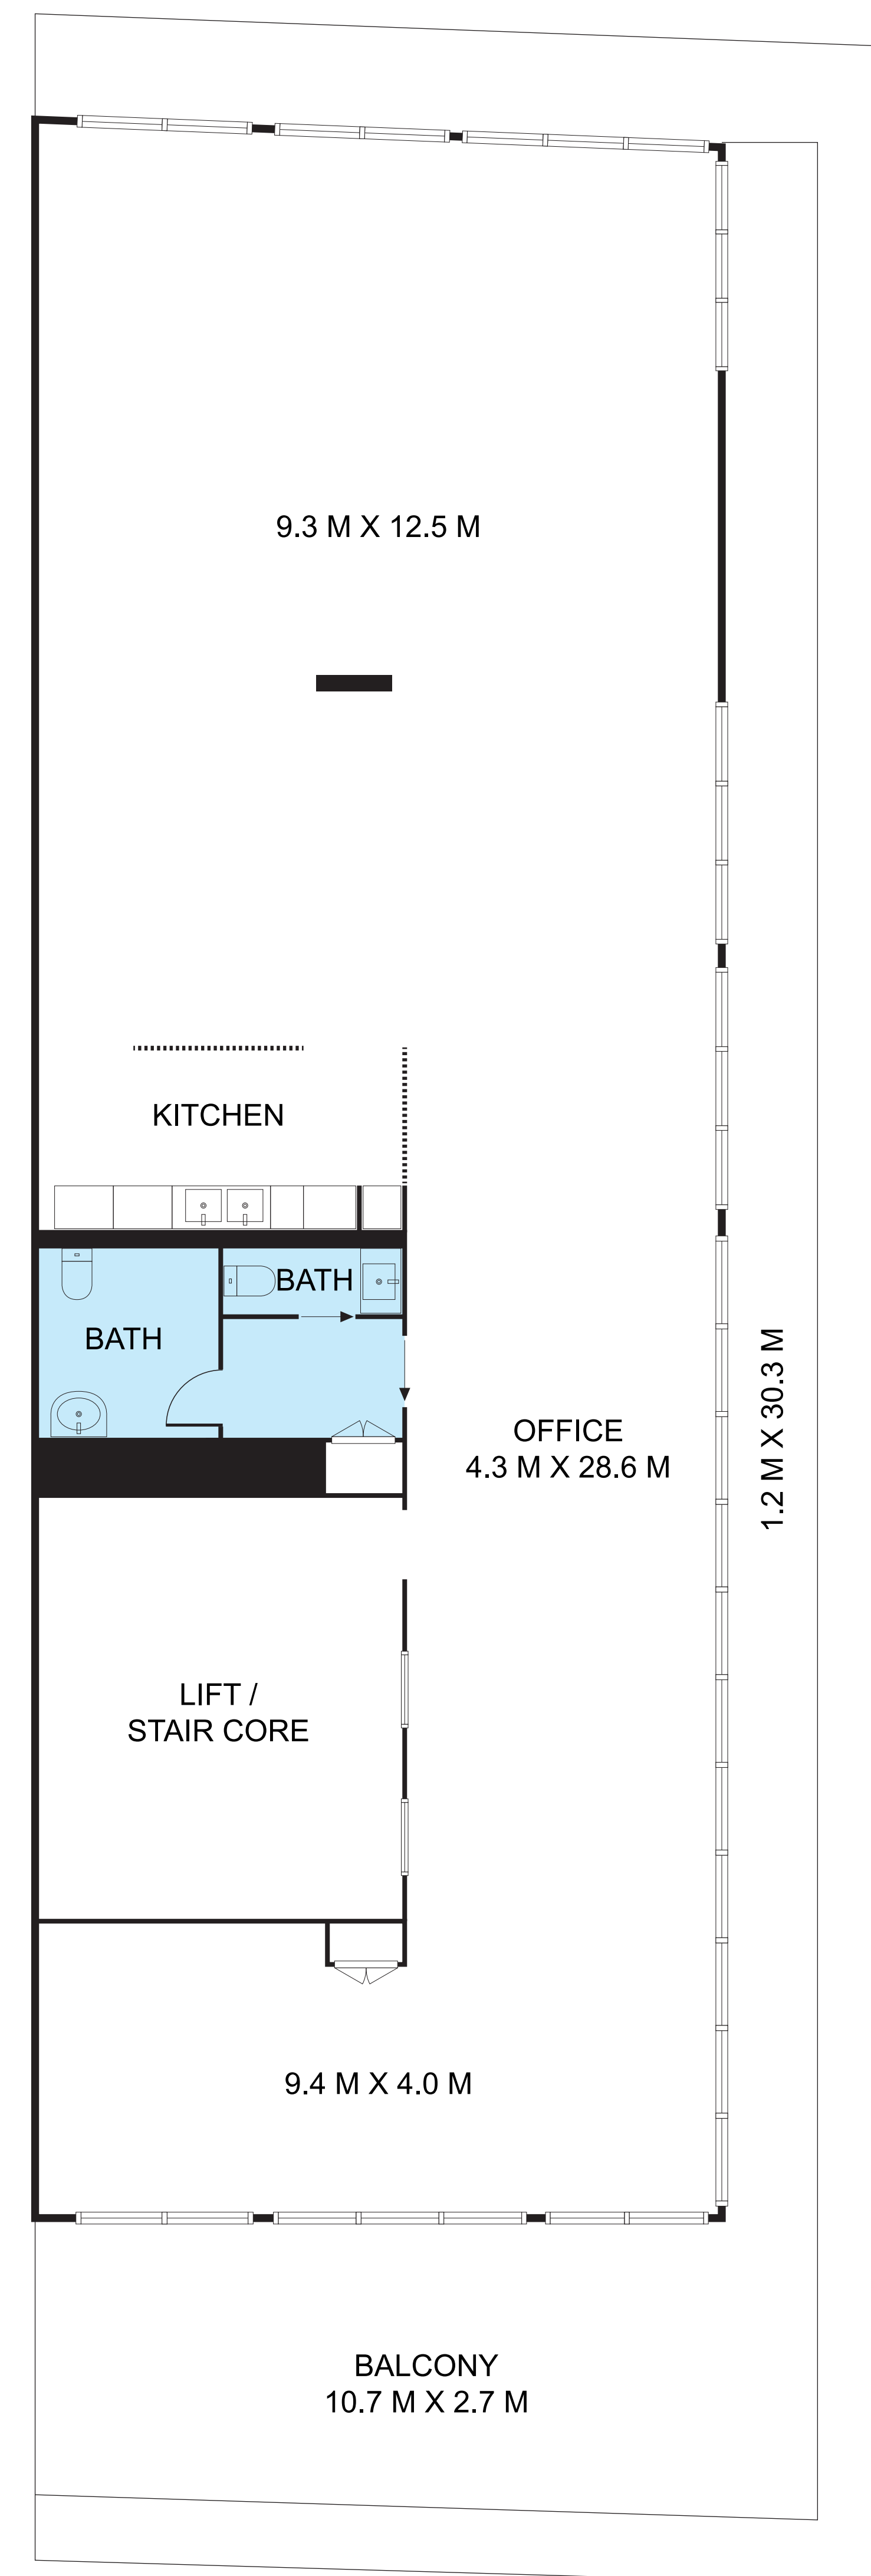 9.3 M X 12.5 M
KITCHEN
BATH
BATH
OFFICE
4.3 M X 28.6 M
1.2 M X 30.3 M
LIFT /
STAIR CORE
9.4 M X 4.0 M
BALCONY
10.7 M X 2.7 M